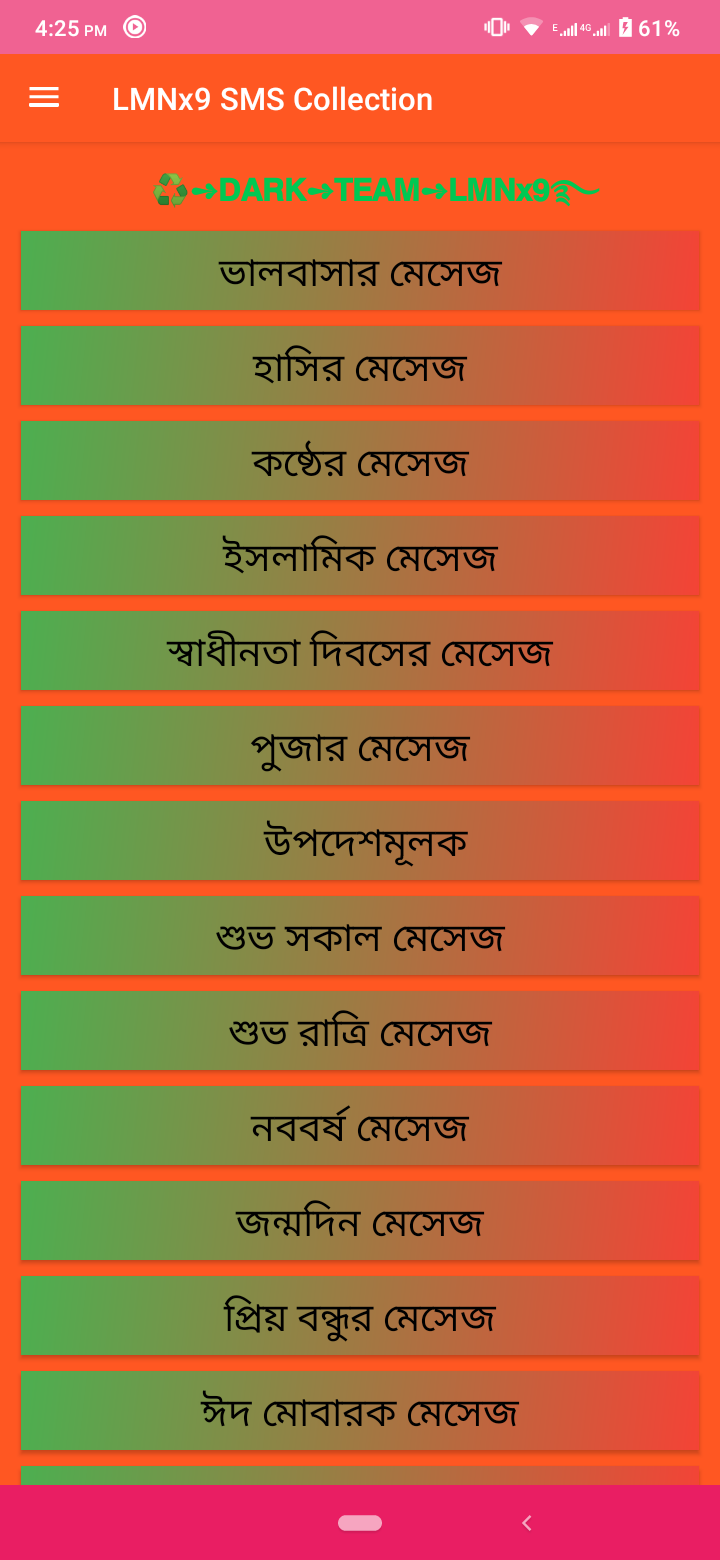 4:25 PM
E 4G 61%
LMNx9 SMS Collection
♻️➺DARK➺TEAM➺LMNx9࿐
ভালবাসার মেসেজ
হাসির মেসেজ
কষ্ঠের মেসেজ
ইসলামিক মেসেজ
স্বাধীনতা দিবসের মেসেজ
পুজার মেসেজ
উপদেশমূলক
শুভ সকাল মেসেজ
শুভ রাত্রি মেসেজ
নববর্ষ মেসেজ
জন্মদিন মেসেজ
প্রিয় বন্ধুর মেসেজ
ঈদ মোবারক মেসেজ